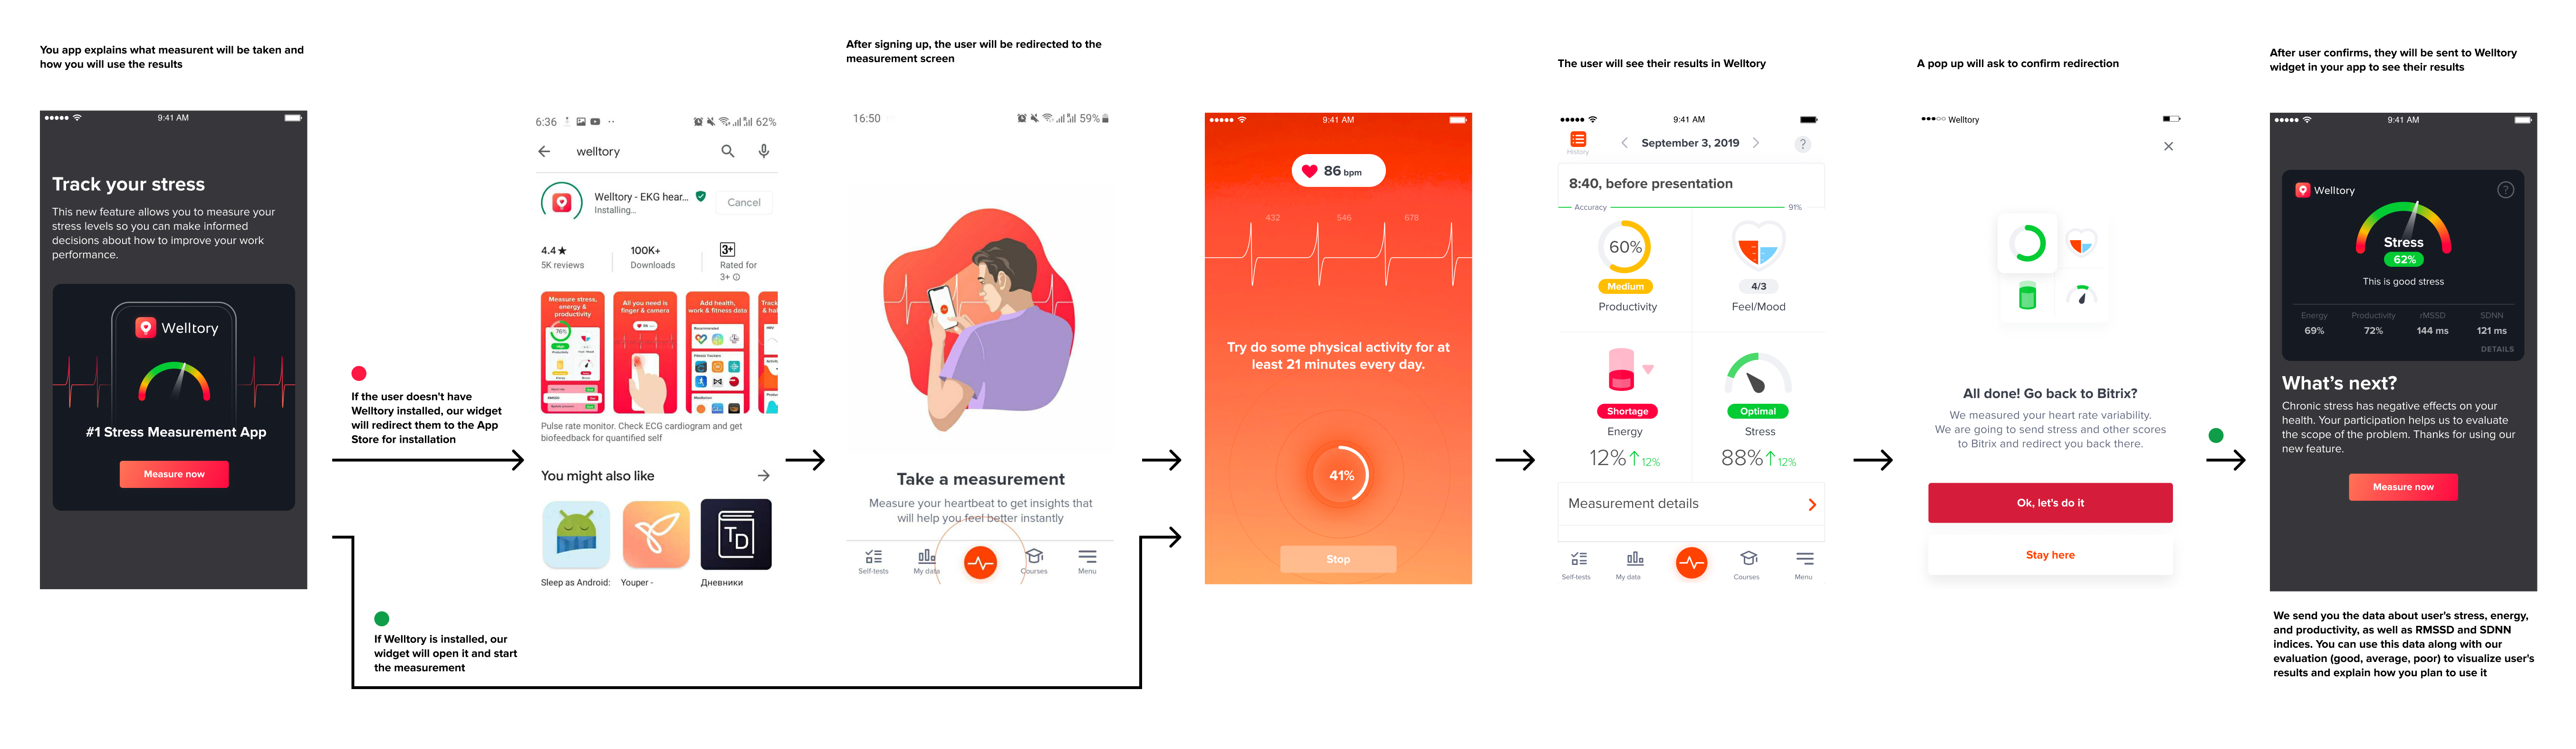 You app explains what measurent will be taken and
how you will use the results
9:41 AM
Track your stress
This new feature allows you to measure your
stress levels so you can make informed
decisions about how to improve your work
performance.
Welltory
#1 Stress Measurement App
Measure now
If the user doesn't have
Welltory installed, our widget
will redirect them to the App
Store for installation
If Welltory is installed, our
widget will open it and start
the measurement
6:36
62%
welltory
Welltory - EKG hear...
Installing...
Cancel
4.4★
5K reviews
100K+
Downloads
3+
Rated for
3+
Measure stress,
energy &
productivity
76%
All you need is
finger & camera
Add health,
work & fitness data
Track
& ha
Pulse rate monitor. Check ECG cardiogram and get
biofeedback for quantified self
You might also like
TD
Sleep as Android:
Youper -
Дневники
After signing up, the user will be redirected to the
measurement screen
16:50
59%
Take a measurement
Measure your heartbeat to get insights that
will help you feel better instantly
Self-tests
My data
Courses
Menu
9:41 AM
86 bpm
432
546
678
Try do some physical activity for at
least 21 minutes every day.
41%
Stop
The user will see their results in Welltory
9:41 AM
History
September 3, 2019
?
8:40, before presentation
Accuracy
91%
60%
Medium
Productivity
4/3
Feel/Mood
Shortage
Energy
12%↑12%
Optimal
Stress
88%↑12%
Measurement details
Self-tests
My data
Courses
Menu
A pop up will ask to confirm redirection
Welltory
All done! Go back to Bitrix?
We measured your heart rate variability.
We are going to send stress and other scores
to Bitrix and redirect you back there.
Ok, let's do it
Stay here
After user confirms, they will be sent to Welltory
widget in your app to see their results
9:41 AM
Welltory
?
Stress
62%
This is good stress
Energy
Productivity
rMSSD
SDNN
69%
72%
144 ms
121 ms
DETAILS
What's next?
Chronic stress has negative effects on your
health. Your participation helps us to evaluate
the scope of the problem. Thanks for using our
new feature.
Measure now
We send you the data about user's stress, energy,
and productivity, as well as RMSSD and SDNN
indices. You can use this data along with our
evaluation (good, average, poor) to visualize user's
results and explain how you plan to use it